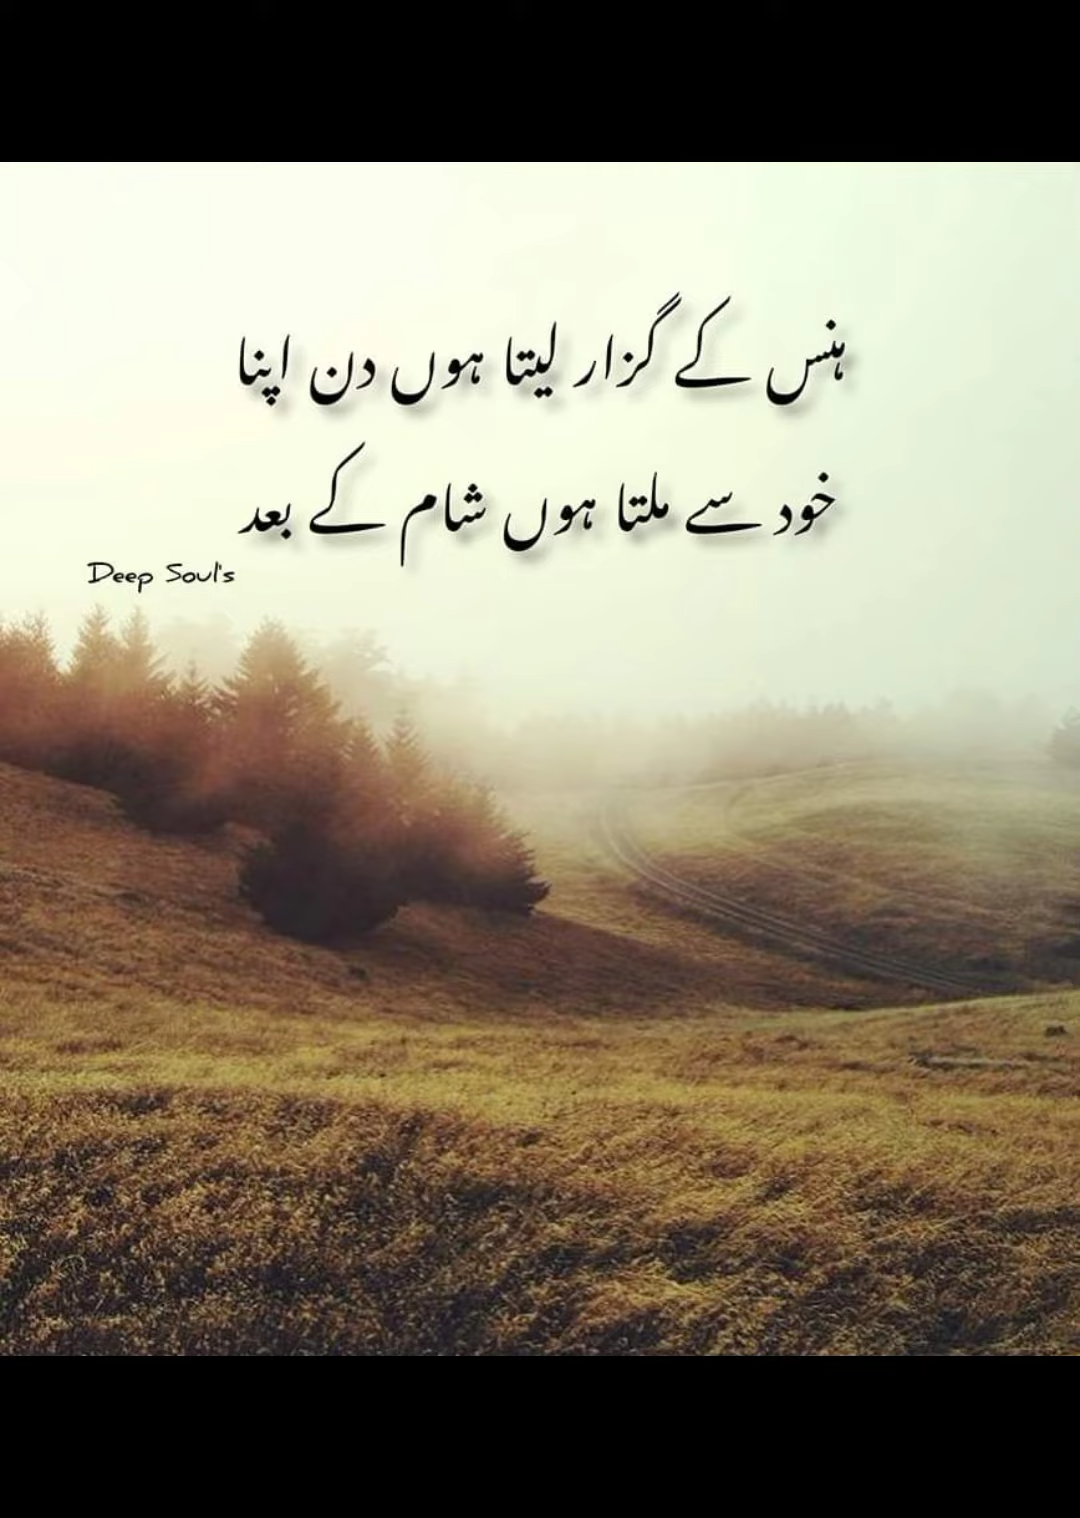 ہنس کے گزار لیتا ہوں دن اپنا
خود سے ملتا ہوں شام کے بعد
Deep Soul's